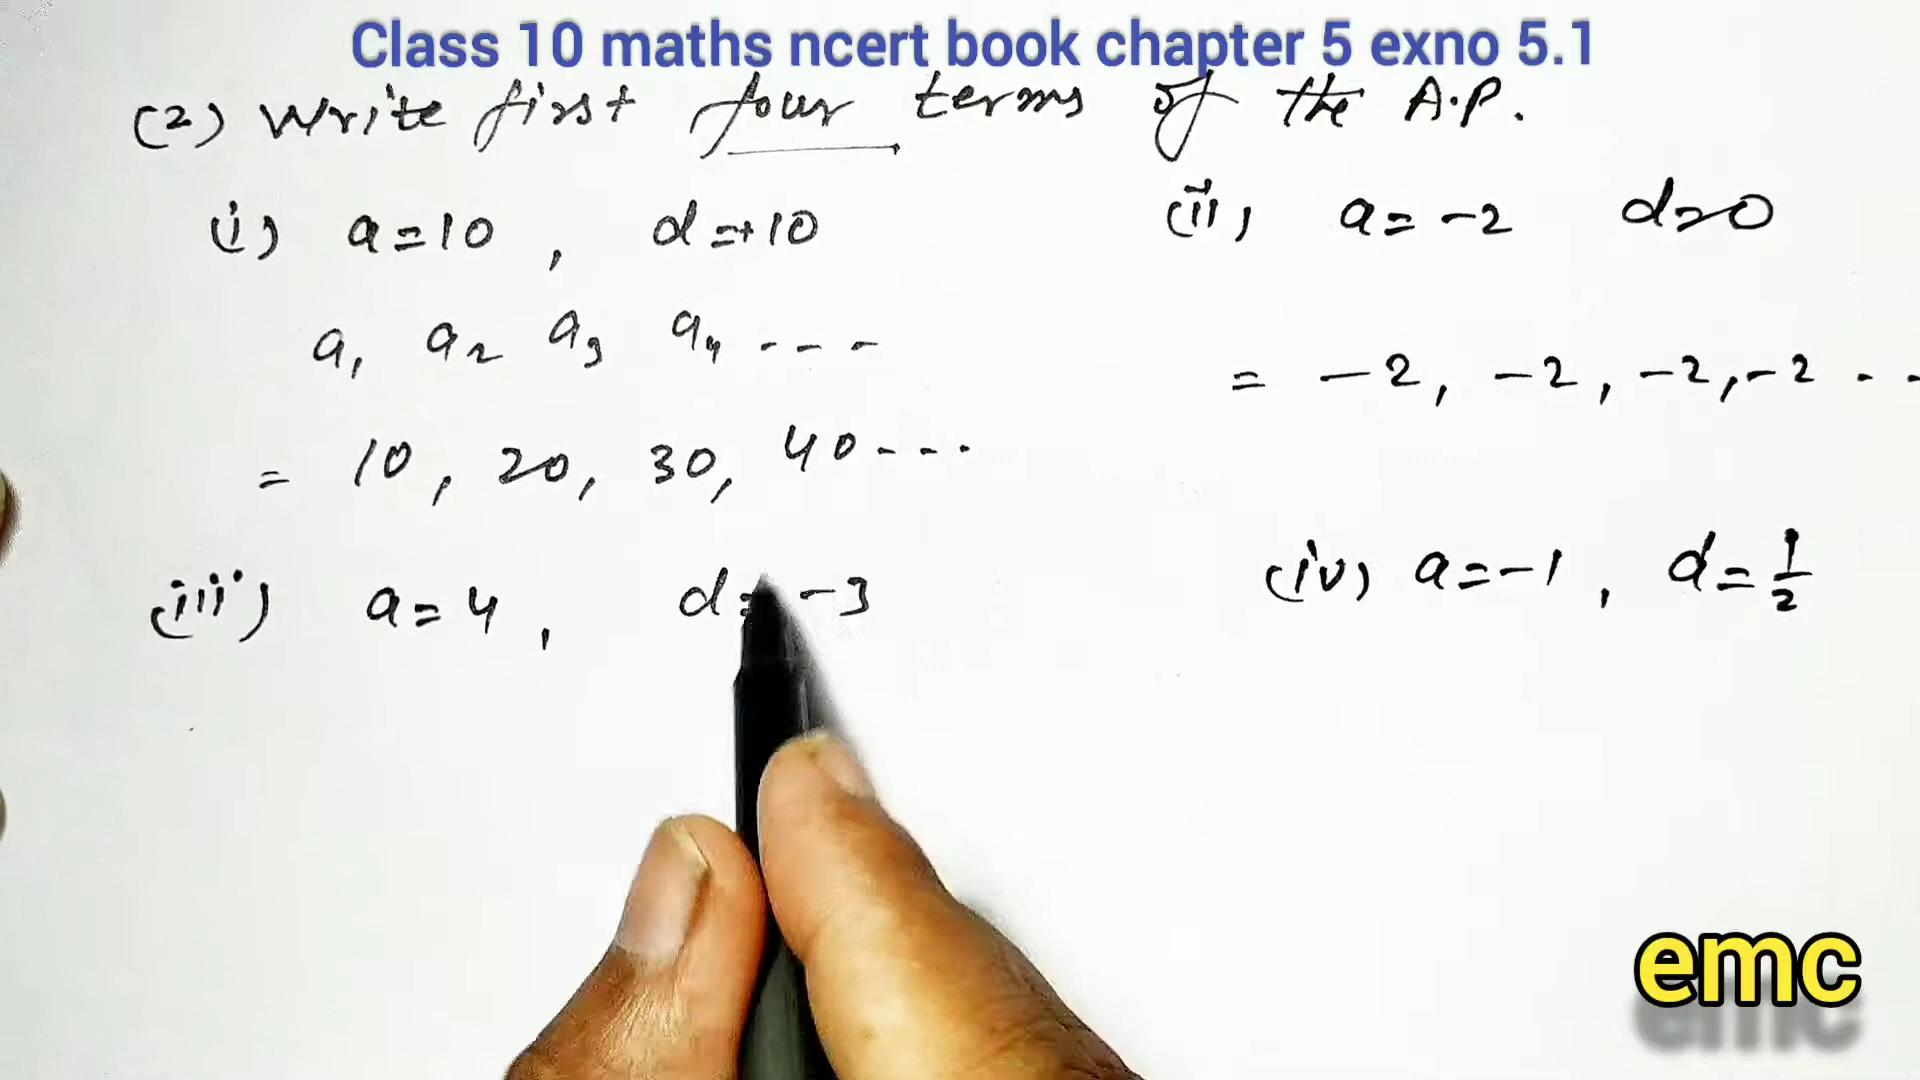 Class 10 maths ncert book chapter 5 exno 5.1
(2) Write first four terms of the A.P.
(i) a=10 , d=+10
a₁ a₂ a₃ a₄ ---
= 10, 20, 30, 40---
(ii) a=-2 d=0
= -2, -2, -2, -2 - -
(iii) a=4, d=-3
(iv) a=-1, d=1/2
emc